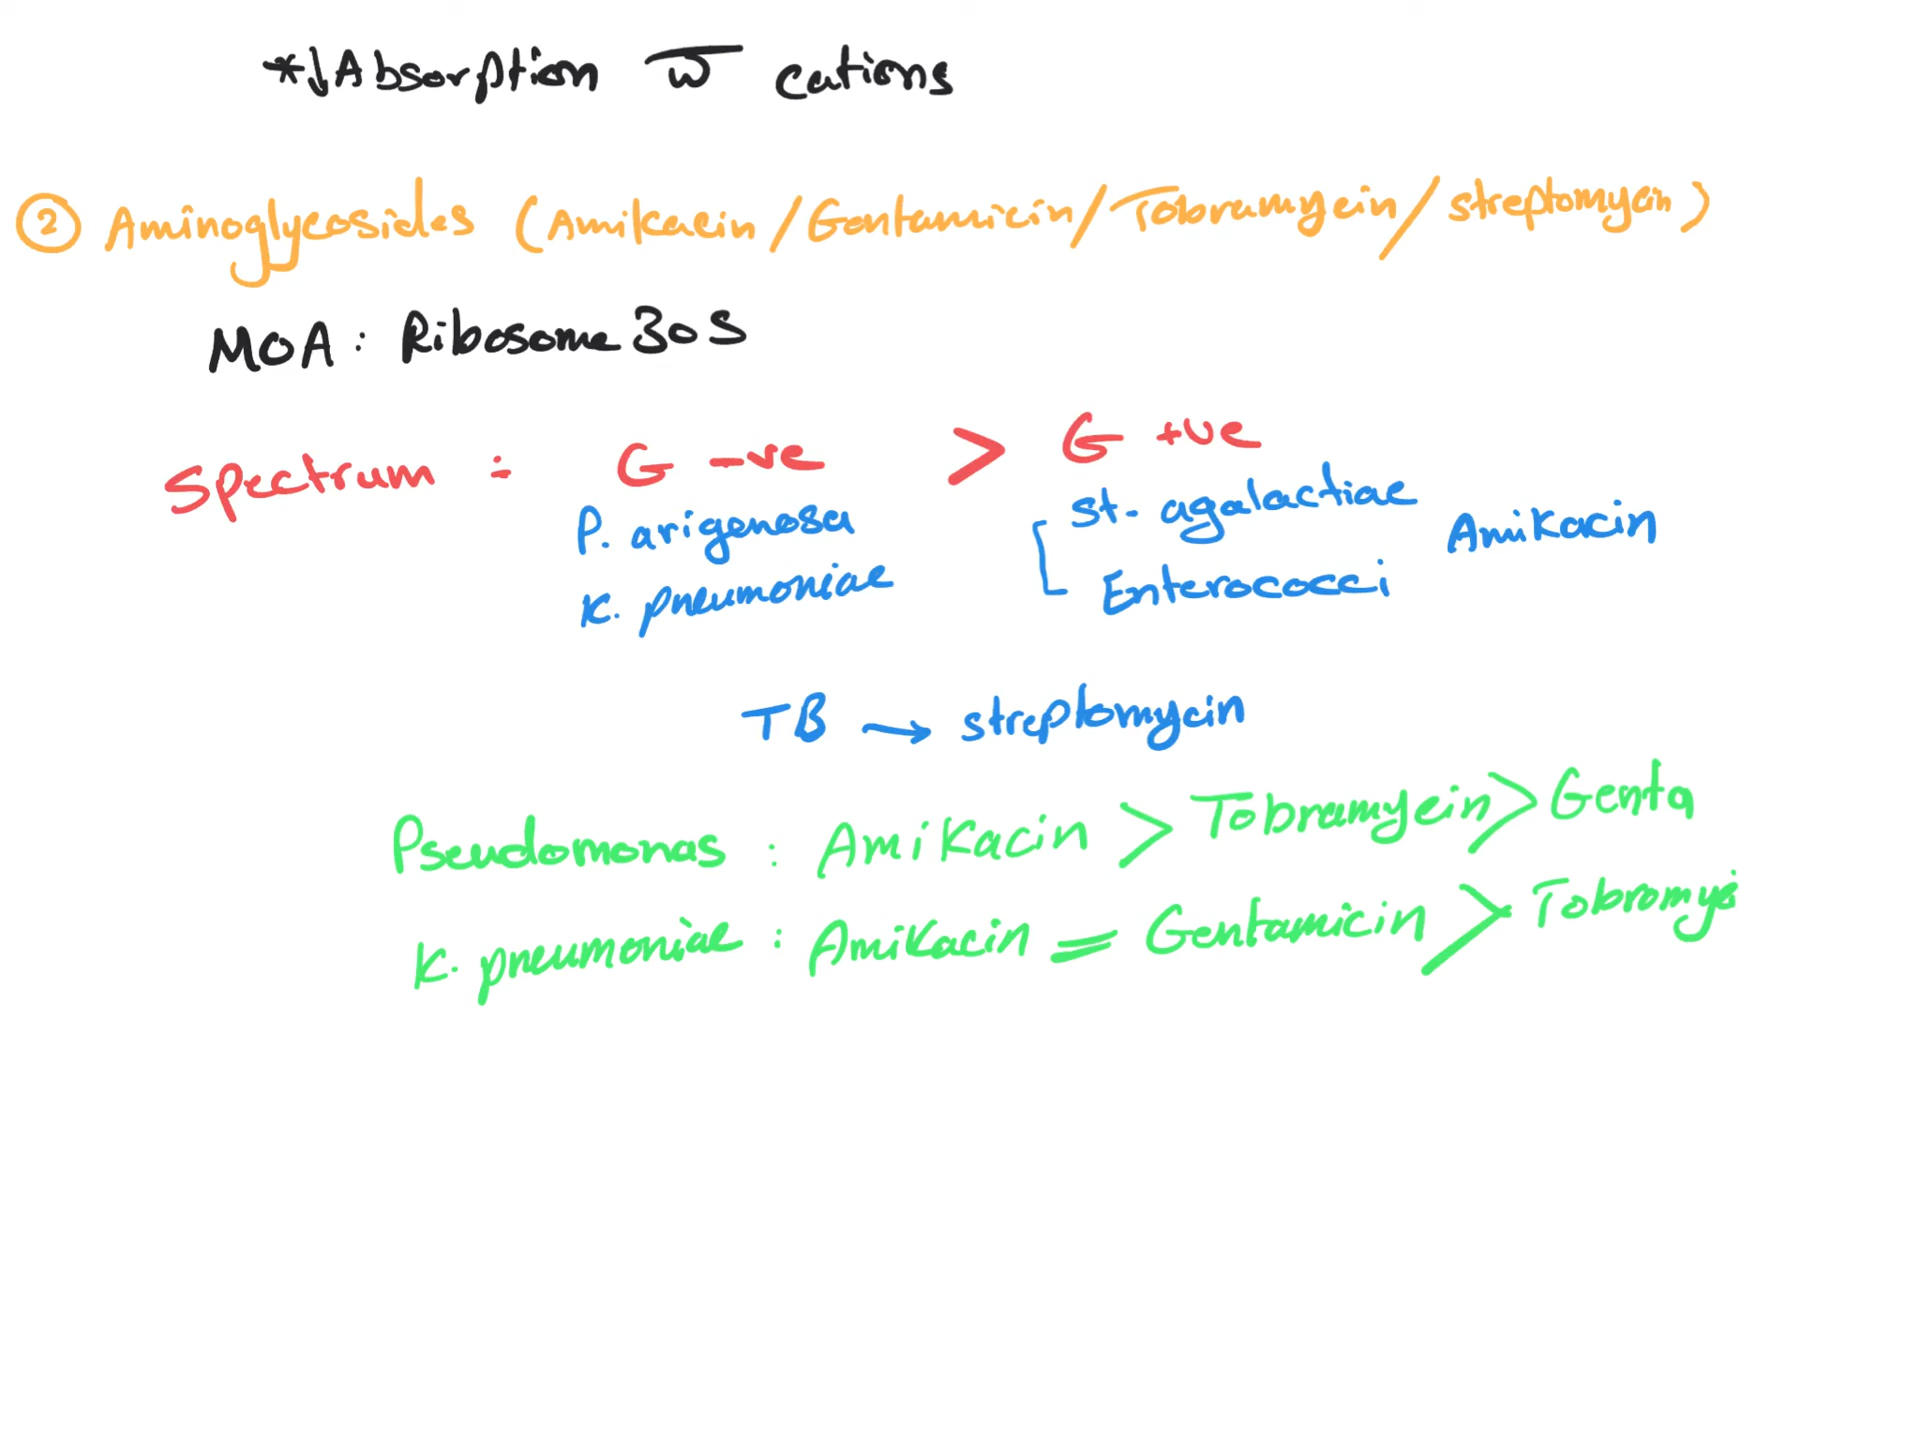 *↓Absorption w̅ cations
② Aminoglycosides (Amikacin/Gentamicin/Tobramycin/streptomycin)
MOA: Ribosome 30S
Spectrum: G -ve > G +ve
P. arigenosa
K. pneumoniae
St. agalactiae
Enterococci
Amikacin
TB → streptomycin
Pseudomonas: Amikacin > Tobramycin > Genta
K. pneumoniae: Amikacin = Gentamicin > Tobromyci